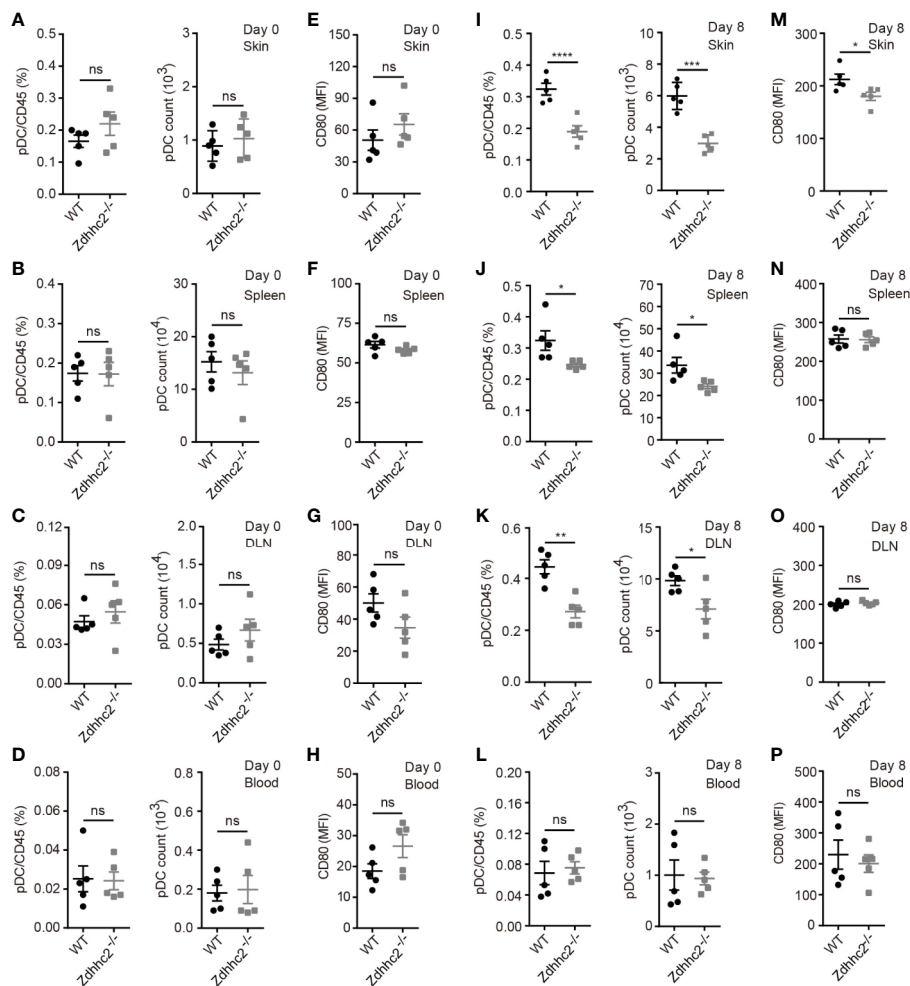 A
pDC/CD45 (%)
0.5
0.4
0.3
0.2
0.1
0.0
ns
WT
Zdhhc2-/-
pDC count (10³)
3
2
1
0
ns
Day 0
Skin
WT
Zdhhc2-/-
E
CD80 (MFI)
150
120
90
60
30
0
ns
Day 0
Skin
WT
Zdhhc2-/-
I
pDC/CD45 (%)
0.5
0.4
0.3
0.2
0.1
0.0
****
WT
Zdhhc2-/-
pDC count (10³)
10
8
6
4
2
0
***
Day 8
Skin
WT
Zdhhc2-/-
M
CD80 (MFI)
300
200
100
0
*
Day 8
Skin
WT
Zdhhc2-/-
B
pDC/CD45 (%)
0.4
0.3
0.2
0.1
0.0
ns
WT
Zdhhc2-/-
pDC count (10⁴)
30
20
10
0
ns
Day 0
Spleen
WT
Zdhhc2-/-
F
CD80 (MFI)
100
75
50
25
0
ns
Day 0
Spleen
WT
Zdhhc2-/-
J
pDC/CD45 (%)
0.5
0.4
0.3
0.2
0.1
0.0
*
WT
Zdhhc2-/-
pDC count (10⁴)
70
60
50
40
30
20
10
0
*
Day 8
Spleen
WT
Zdhhc2-/-
N
CD80 (MFI)
400
300
200
100
0
ns
Day 8
Spleen
WT
Zdhhc2-/-
C
pDC/CD45 (%)
0.12
0.09
0.06
0.03
0.00
ns
WT
Zdhhc2-/-
pDC count (10⁴)
2.0
1.5
1.0
0.5
0.0
ns
Day 0
DLN
WT
Zdhhc2-/-
G
CD80 (MFI)
100
80
60
40
20
0
ns
Day 0
DLN
WT
Zdhhc2-/-
K
pDC/CD45 (%)
0.6
0.4
0.2
0.0
**
WT
Zdhhc2-/-
pDC count (10⁴)
15
10
5
0
*
Day 8
DLN
WT
Zdhhc2-/-
O
CD80 (MFI)
400
300
200
100
0
ns
Day 8
DLN
WT
Zdhhc2-/-
D
pDC/CD45 (%)
0.08
0.06
0.04
0.02
0.00
ns
WT
Zdhhc2-/-
pDC count (10³)
0.8
0.6
0.4
0.2
0.0
ns
Day 0
Blood
WT
Zdhhc2-/-
H
CD80 (MFI)
50
40
30
20
10
0
ns
Day 0
Blood
WT
Zdhhc2-/-
L
pDC/CD45 (%)
0.20
0.16
0.12
0.08
0.04
0.00
ns
WT
Zdhhc2-/-
pDC count (10³)
3
2
1
0
ns
Day 8
Blood
WT
Zdhhc2-/-
P
CD80 (MFI)
500
400
300
200
100
0
ns
Day 8
Blood
WT
Zdhhc2-/-